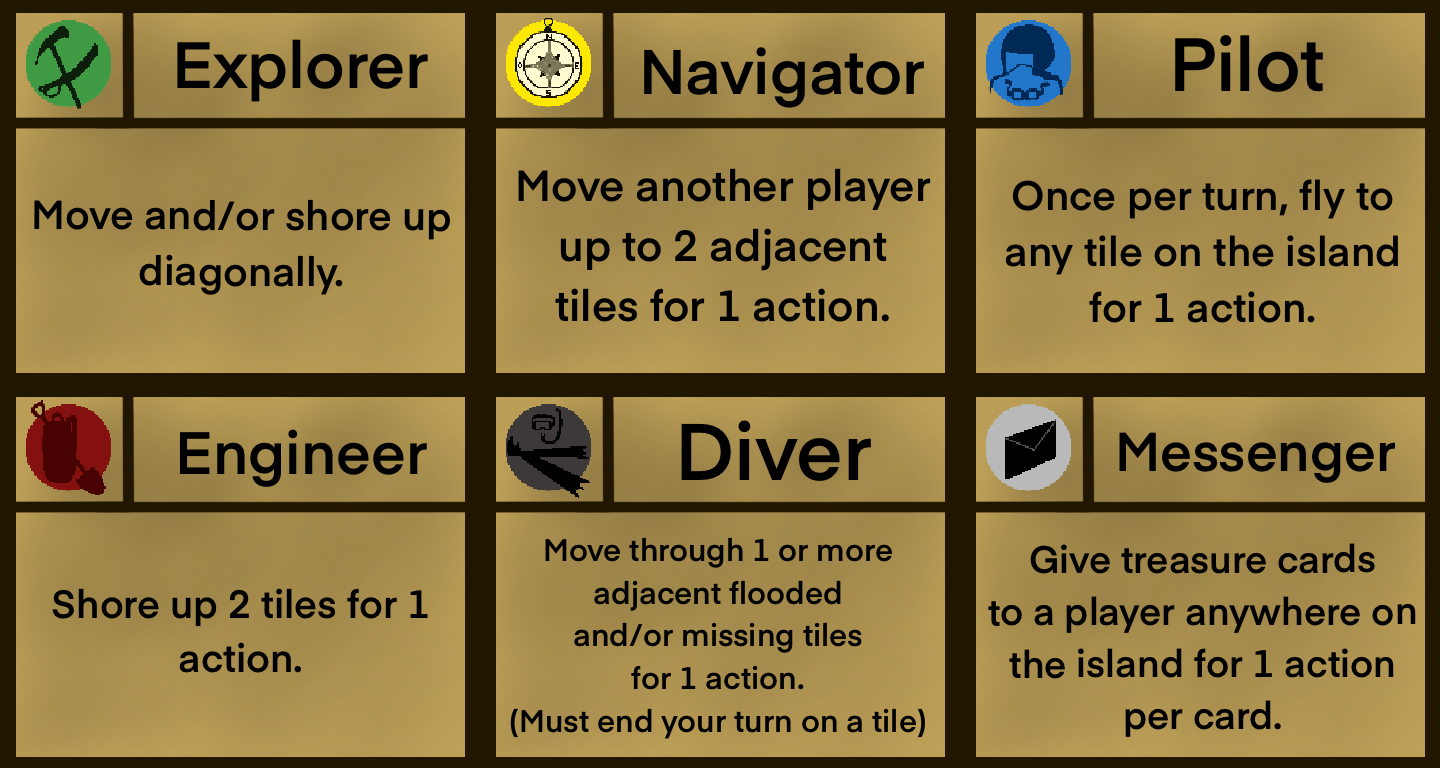 Explorer
Move and/or shore up
diagonally.
N
O
E
S
Navigator
Move another player
up to 2 adjacent
tiles for 1 action.
Pilot
Once per turn, fly to
any tile on the island
for 1 action.
Engineer
Shore up 2 tiles for 1
action.
Diver
Move through 1 or more
adjacent flooded
and/or missing tiles
for 1 action.
(Must end your turn on a tile)
Messenger
Give treasure cards
to a player anywhere on
the island for 1 action
per card.